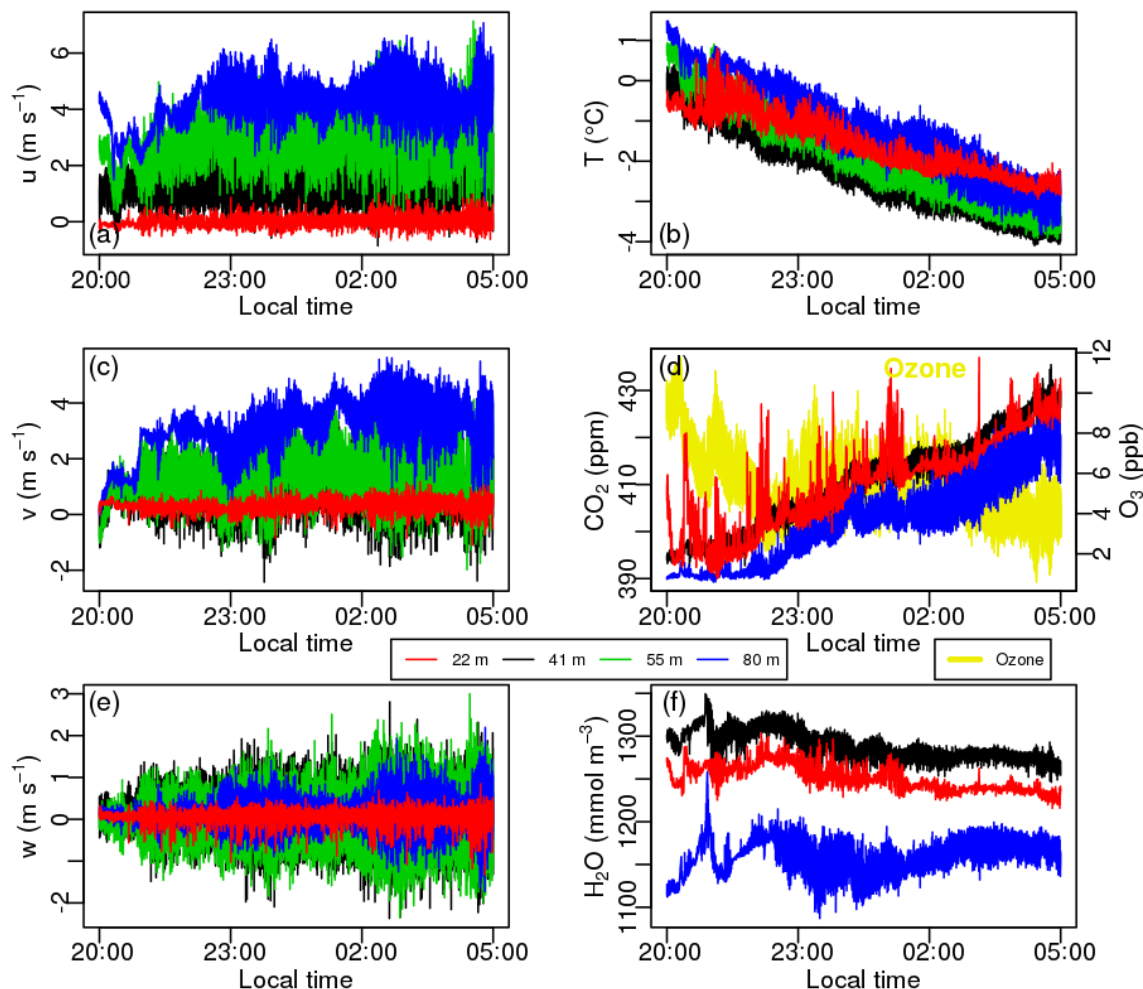 6
4
2
0
u (m s⁻¹)
(a)
20:00 23:00 02:00 05:00
Local time
1
0
-2
-4
T (°C)
(b)
20:00 23:00 02:00 05:00
Local time
4
2
0
-2
v (m s⁻¹)
(c)
20:00 23:00 02:00 05:00
Local time
430
410
390
CO₂ (ppm)
(d)
Ozone
12
8
6
4
2
O₃ (ppb)
20:00 23:00 02:00 05:00
Local time
22 m 41 m 55 m 80 m
Ozone
3
2
1
0
-2
w (m s⁻¹)
(e)
20:00 23:00 02:00 05:00
Local time
1300
1200
1100
H₂O (mmol m⁻³)
(f)
20:00 23:00 02:00 05:00
Local time